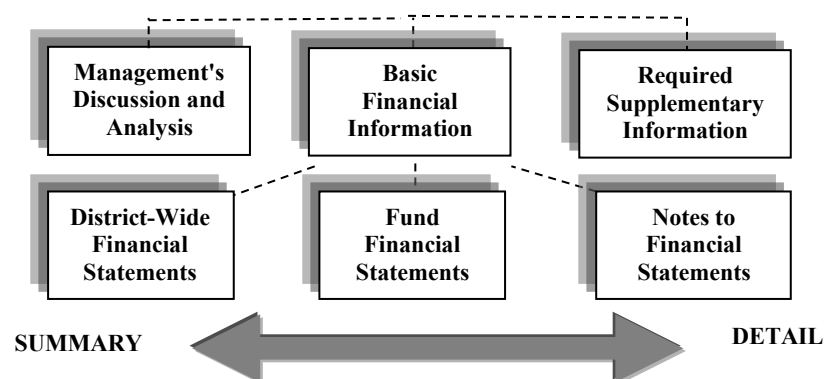 Management's
Discussion and
Analysis
Basic
Financial
Information
Required
Supplementary
Information
District-Wide
Financial
Statements
Fund
Financial
Statements
Notes to
Financial
Statements
SUMMARY
DETAIL